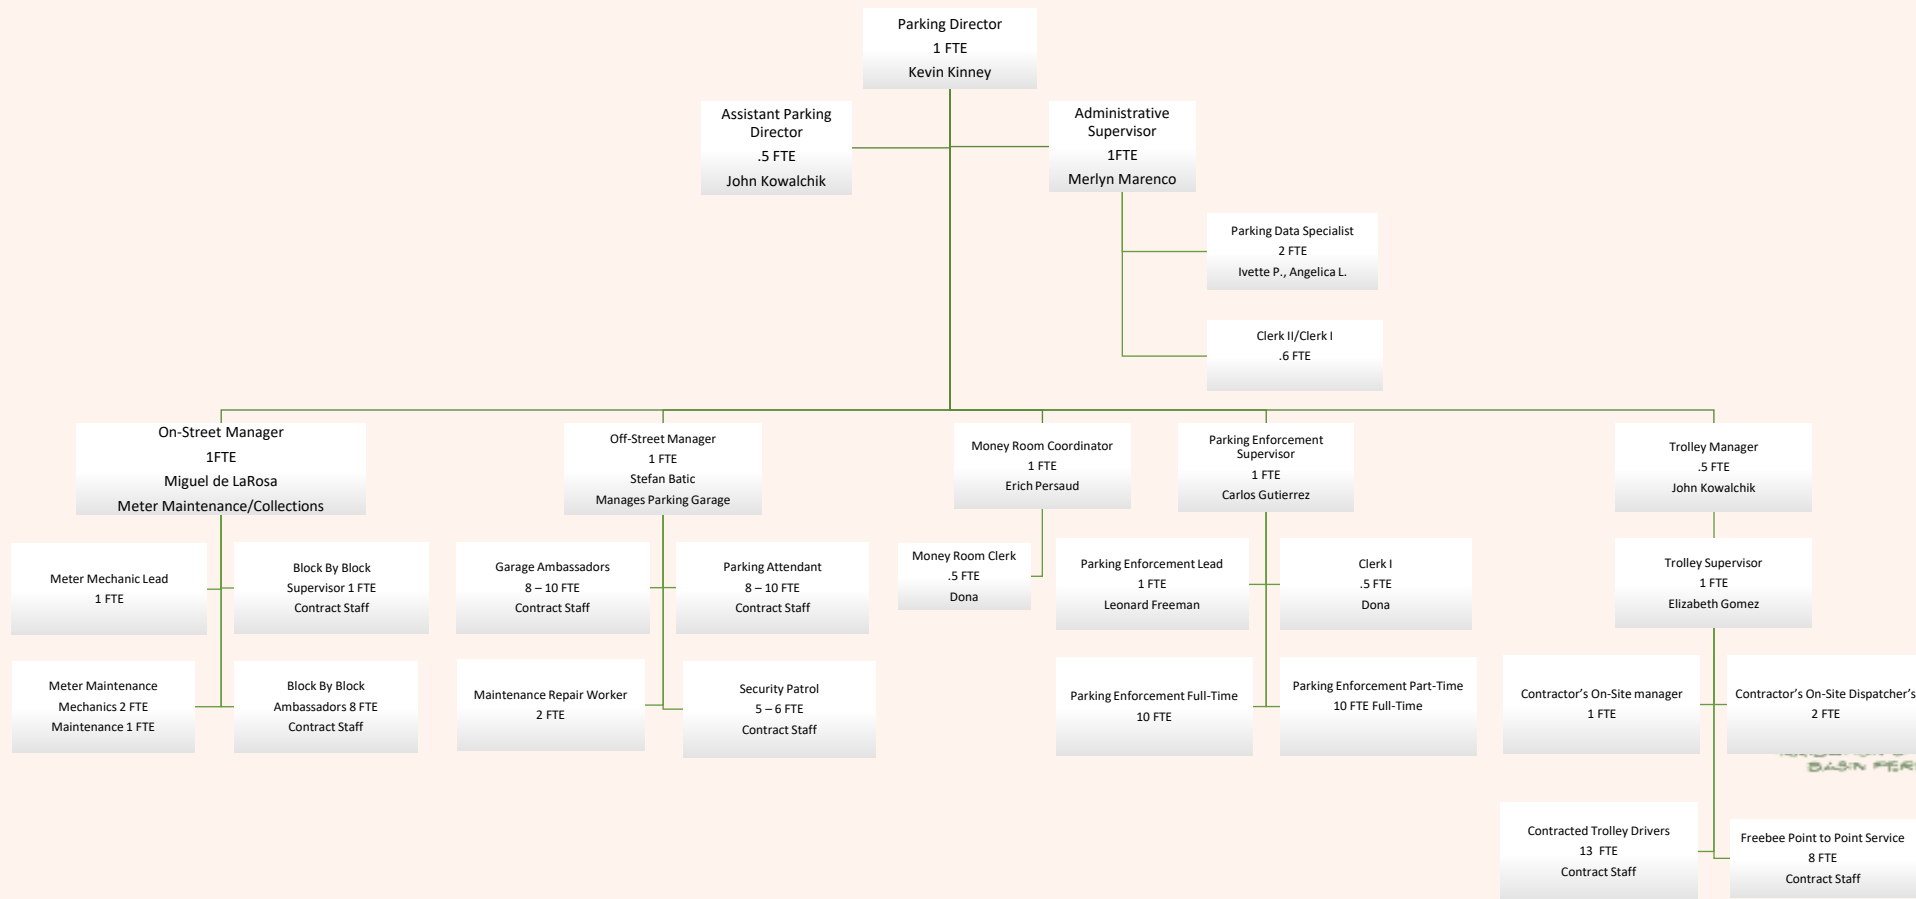 Parking Director
1 FTE
Kevin Kinney
Assistant Parking
Director
.5 FTE
John Kowalchik
Administrative
Supervisor
1FTE
Merlyn Marenco
Parking Data Specialist
2 FTE
Ivette P., Angelica L.
Clerk II/Clerk I
.6 FTE
On-Street Manager
1FTE
Miguel de LaRosa
Meter Maintenance/Collections
Off-Street Manager
1 FTE
Stefan Batic
Manages Parking Garage
Money Room Coordinator
1 FTE
Erich Persaud
Parking Enforcement
Supervisor
1 FTE
Carlos Gutierrez
Trolley Manager
.5 FTE
John Kowalchik
Meter Mechanic Lead
1 FTE
Block By Block
Supervisor 1 FTE
Contract Staff
Garage Ambassadors
8 – 10 FTE
Contract Staff
Parking Attendant
8 – 10 FTE
Contract Staff
Money Room Clerk
.5 FTE
Dona
Parking Enforcement Lead
1 FTE
Leonard Freeman
Clerk I
.5 FTE
Dona
Trolley Supervisor
1 FTE
Elizabeth Gomez
Meter Maintenance
Mechanics 2 FTE
Maintenance 1 FTE
Block By Block
Ambassadors 8 FTE
Contract Staff
Maintenance Repair Worker
2 FTE
Security Patrol
5 – 6 FTE
Contract Staff
Parking Enforcement Full-Time
10 FTE
Parking Enforcement Part-Time
10 FTE Full-Time
Contractor's On-Site manager
1 FTE
Contractor's On-Site Dispatcher's
2 FTE
BASIN
Contracted Trolley Drivers
13 FTE
Contract Staff
Freebee Point to Point Service
8 FTE
Contract Staff